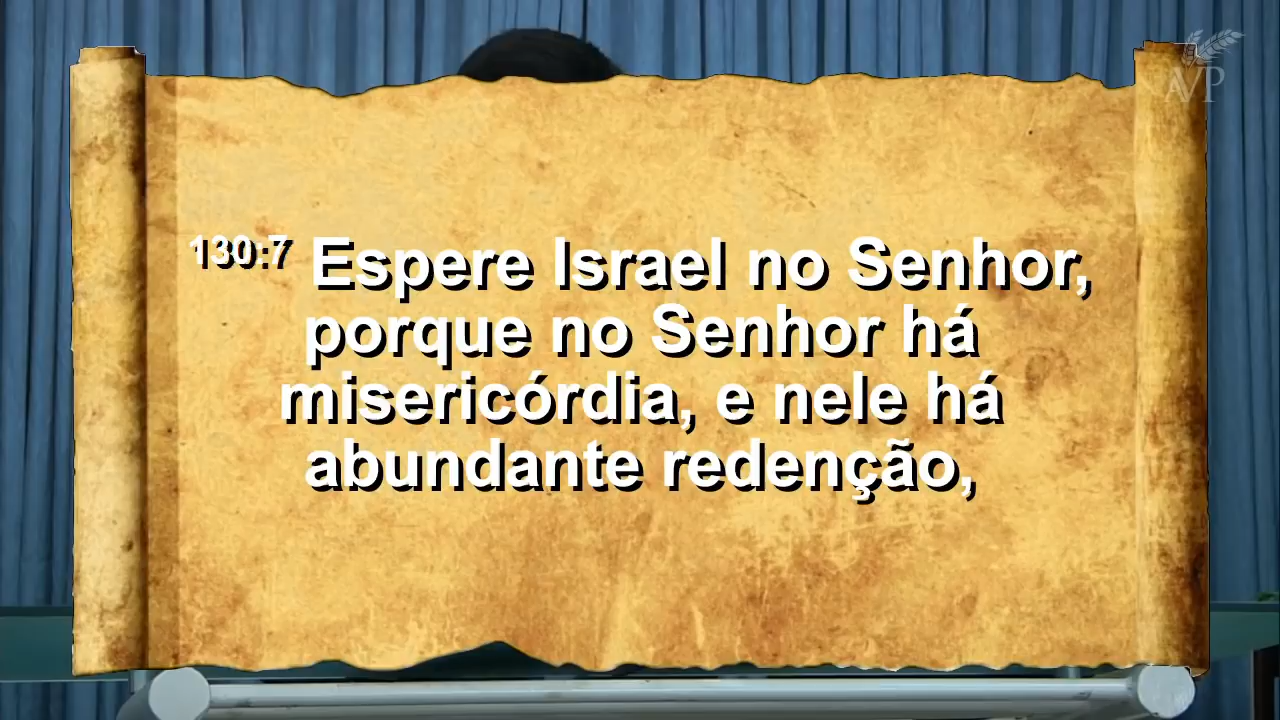 AVP
130:7 Espere Israel no Senhor,
porque no Senhor há
misericórdia, e nele há
abundante redenção,